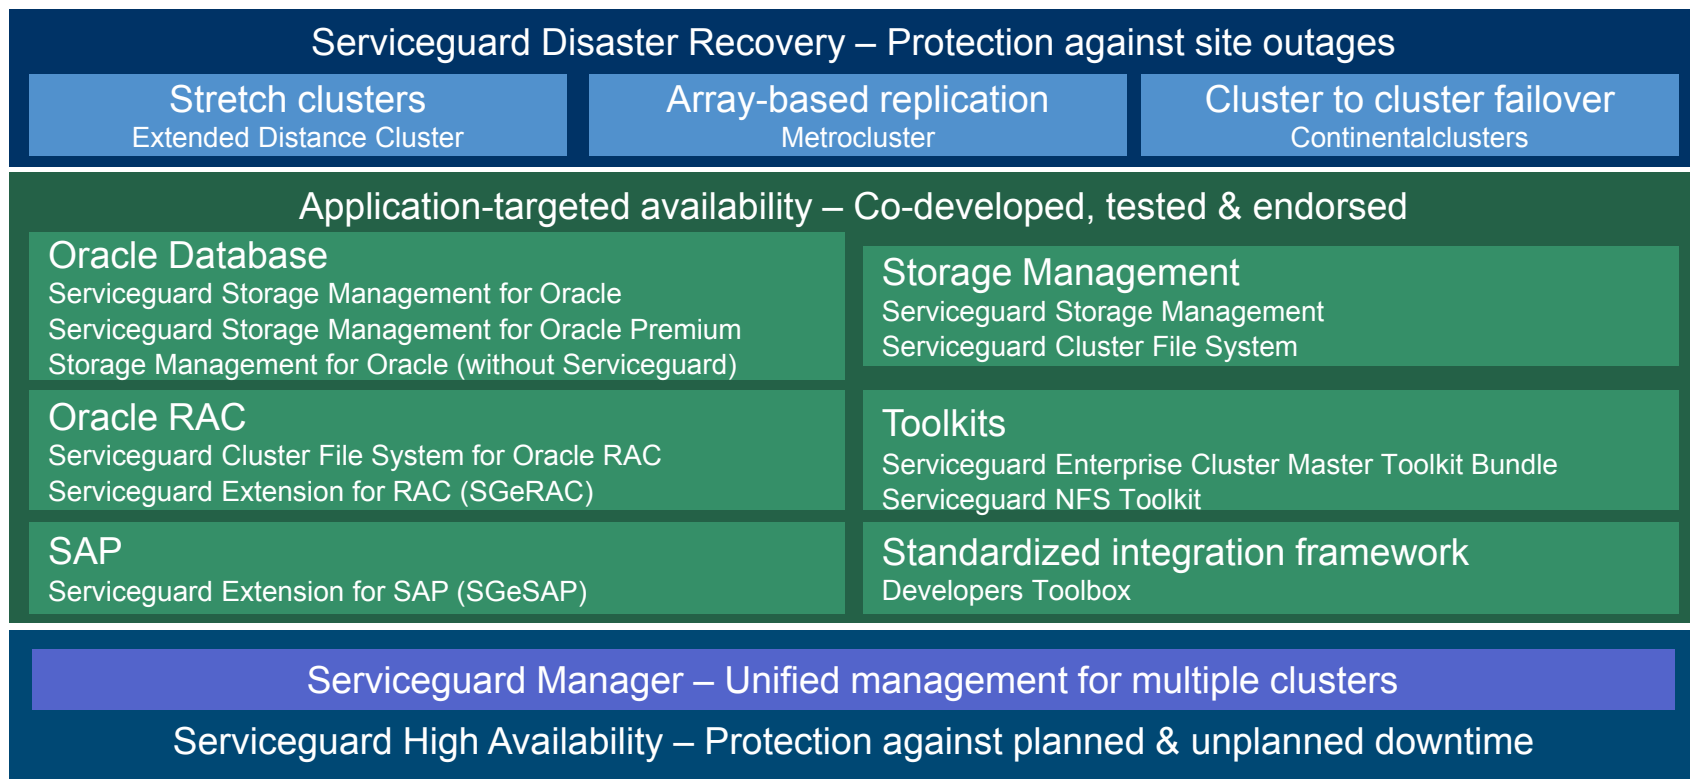 Serviceguard Disaster Recovery – Protection against site outages
Stretch clusters
Extended Distance Cluster
Array-based replication
Metrocluster
Cluster to cluster failover
Continentalclusters
Application-targeted availability – Co-developed, tested & endorsed
Oracle Database
Serviceguard Storage Management for Oracle
Serviceguard Storage Management for Oracle Premium
Storage Management for Oracle (without Serviceguard)
Storage Management
Serviceguard Storage Management
Serviceguard Cluster File System
Oracle RAC
Serviceguard Cluster File System for Oracle RAC
Serviceguard Extension for RAC (SGeRAC)
Toolkits
Serviceguard Enterprise Cluster Master Toolkit Bundle
Serviceguard NFS Toolkit
SAP
Serviceguard Extension for SAP (SGeSAP)
Standardized integration framework
Developers Toolbox
Serviceguard Manager – Unified management for multiple clusters
Serviceguard High Availability – Protection against planned & unplanned downtime